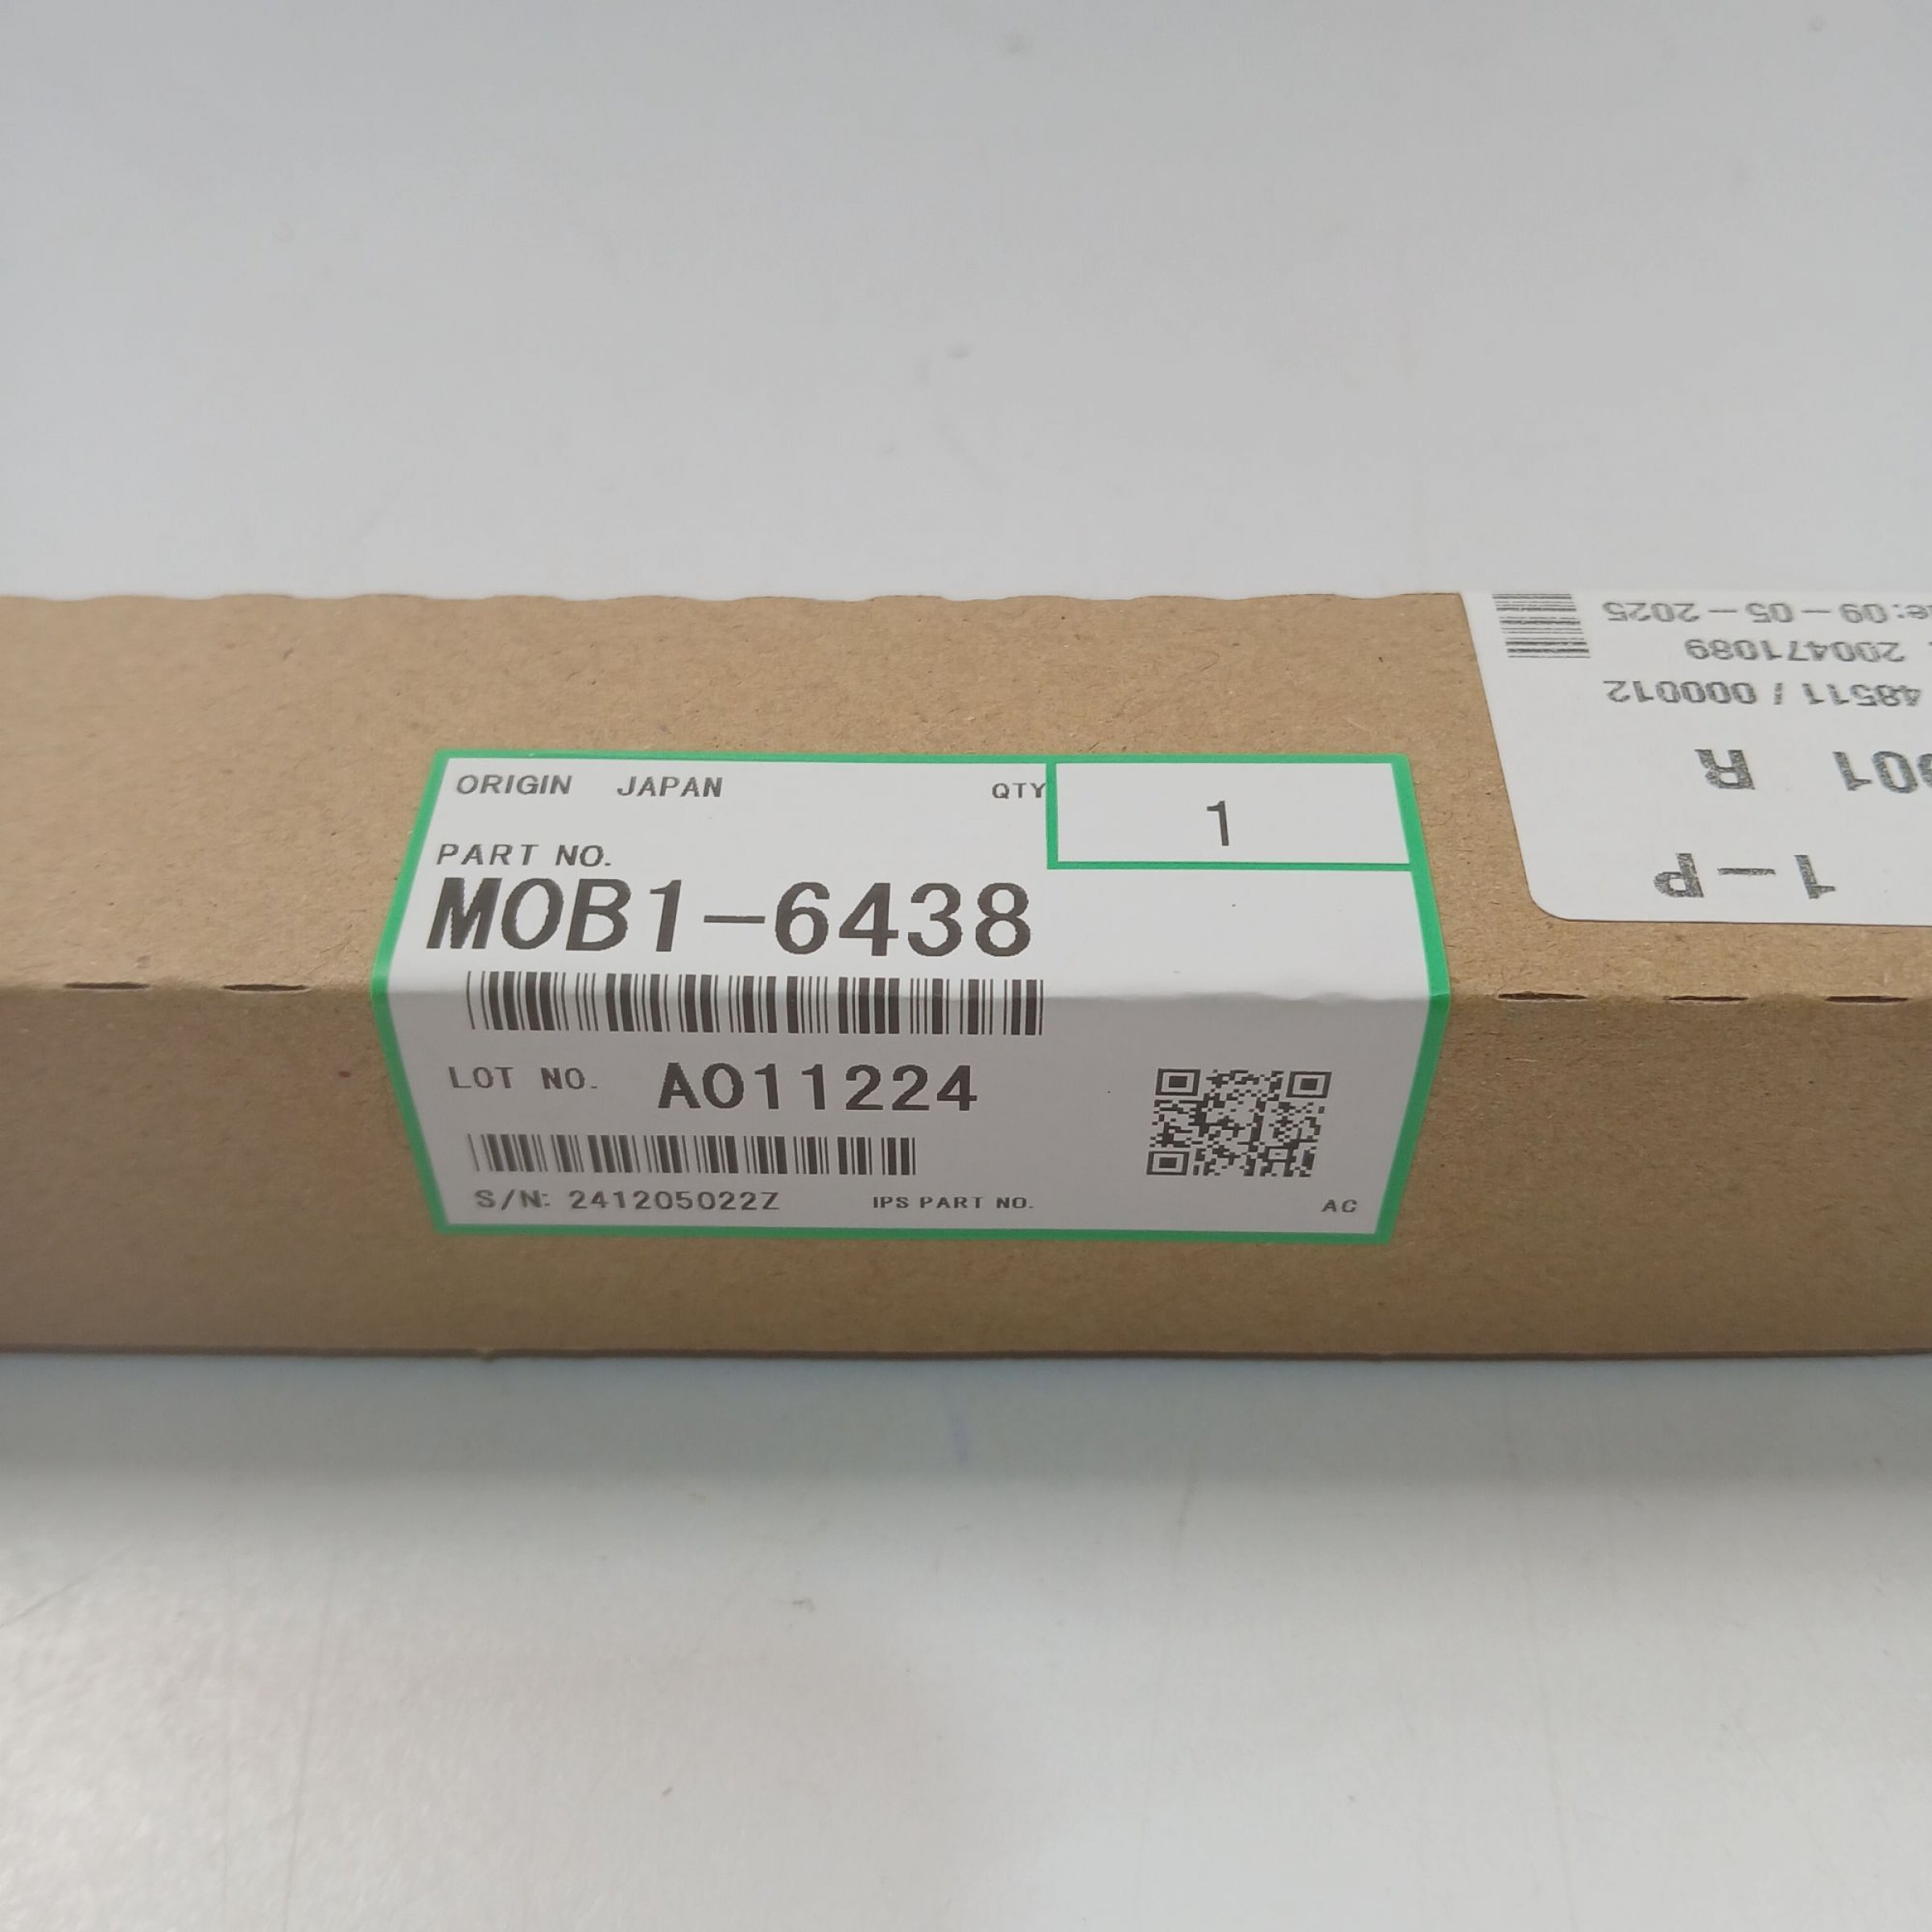 ORIGIN JAPAN
QTY 1
PART NO.
M0B1-6438
LOT NO. A011224
S/N: 241205022Z IPS PART NO. AC
1-P
001 R
48511 / 000012
200471089
e:09-05-2025